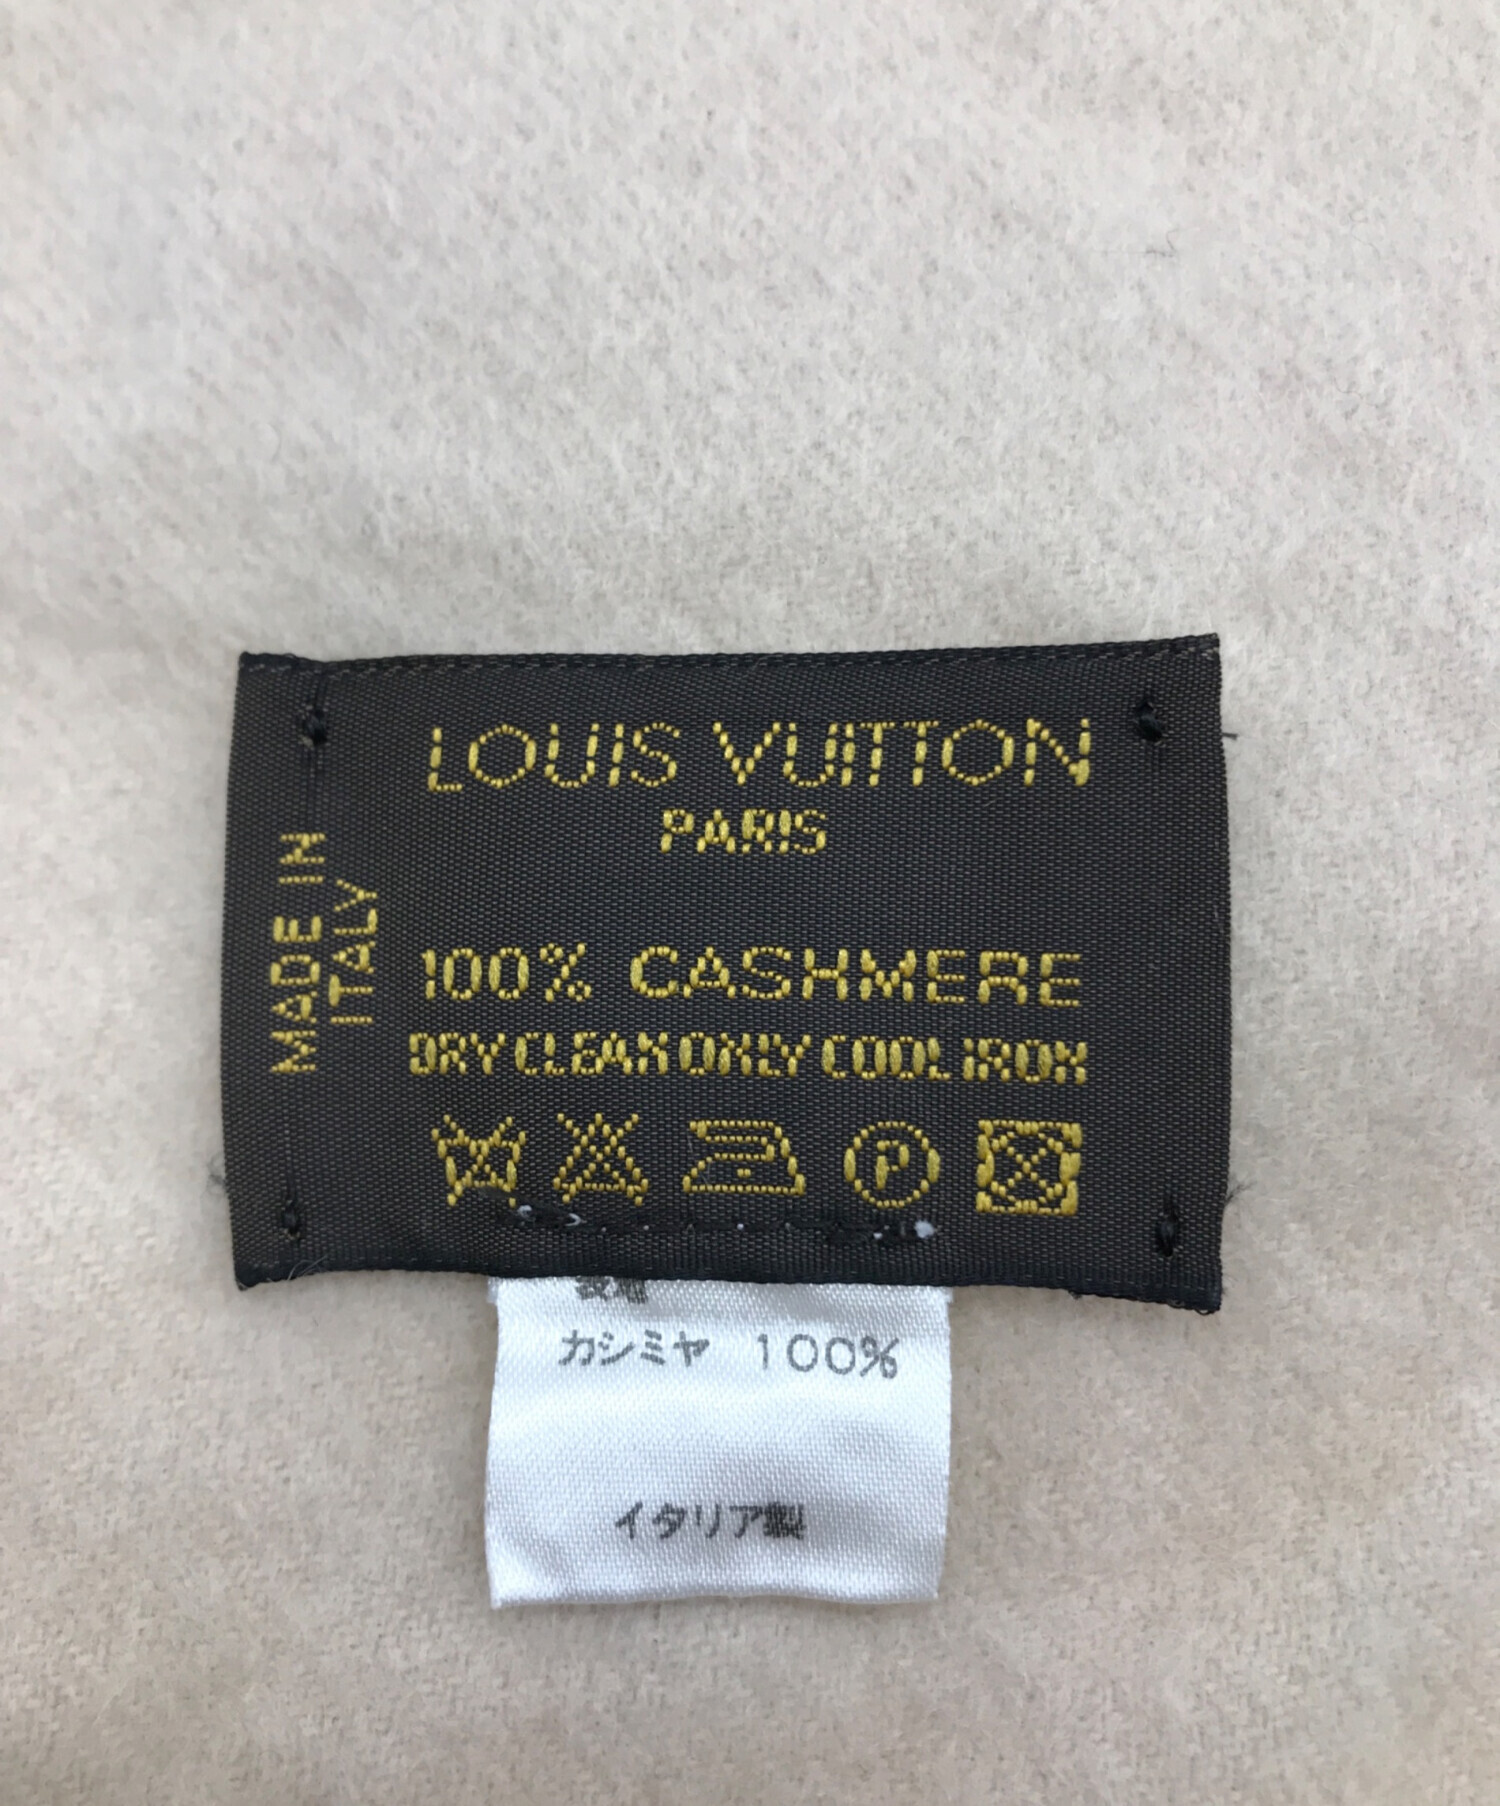 LOUIS VUITTON
PARIS
MADE IN
ITALY
100% CASHMERE
DRY CLEAN ONLY COOL IRON
P
カシミヤ 100%
イタリア製